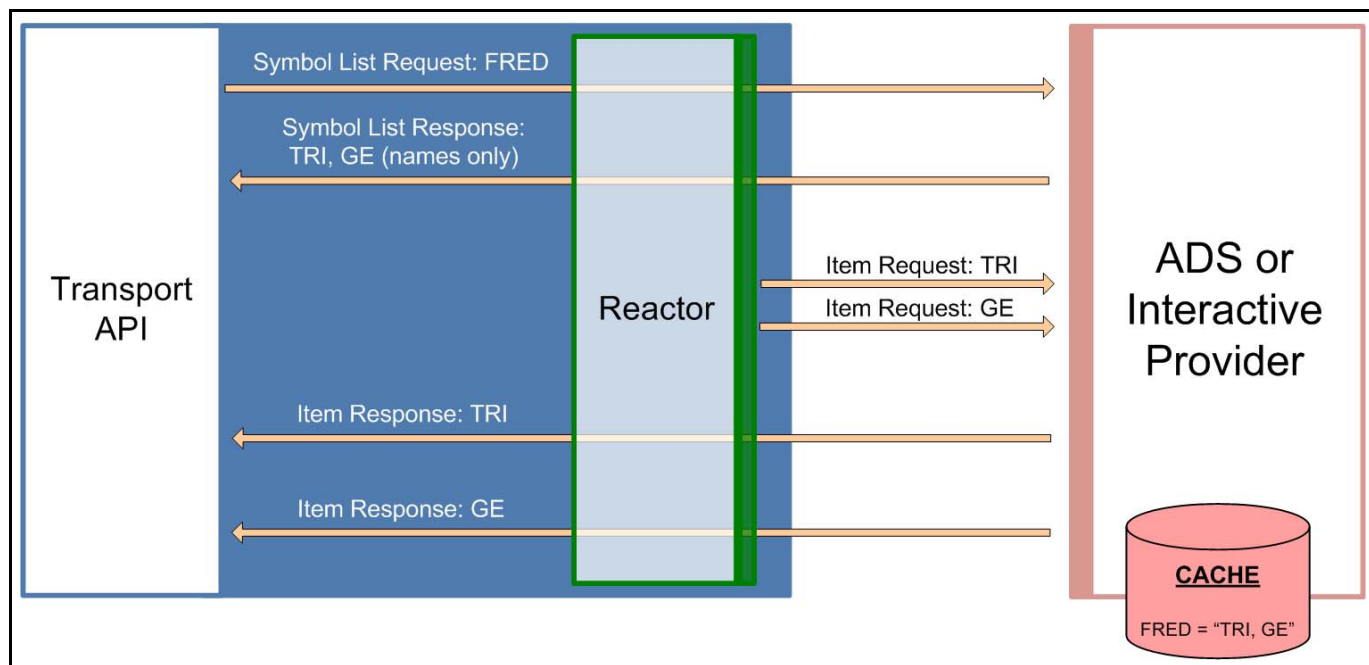 Symbol List Request: FRED
Symbol List Response:
TRI, GE (names only)
Item Request: TRI
Item Request: GE
Transport
API
Reactor
ADS or
Interactive
Provider
Item Response: TRI
Item Response: GE
CACHE
FRED = “TRI, GE”